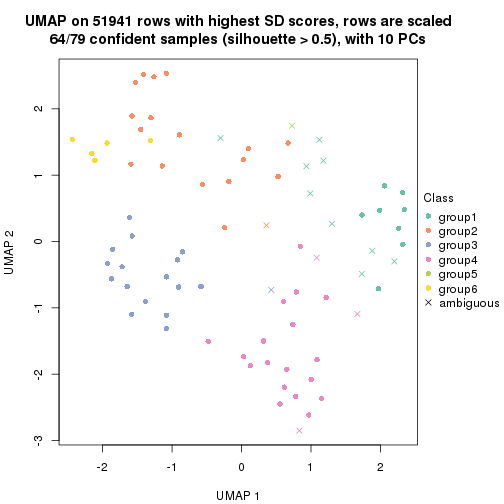 UMAP on 51941 rows with highest SD scores, rows are scaled
64/79 confident samples (silhouette > 0.5), with 10 PCs
UMAP 2
2
1
0
-1
-2
-3
-2
-1
0
1
2
UMAP 1
Class
group1
group2
group3
group4
group5
group6
ambiguous